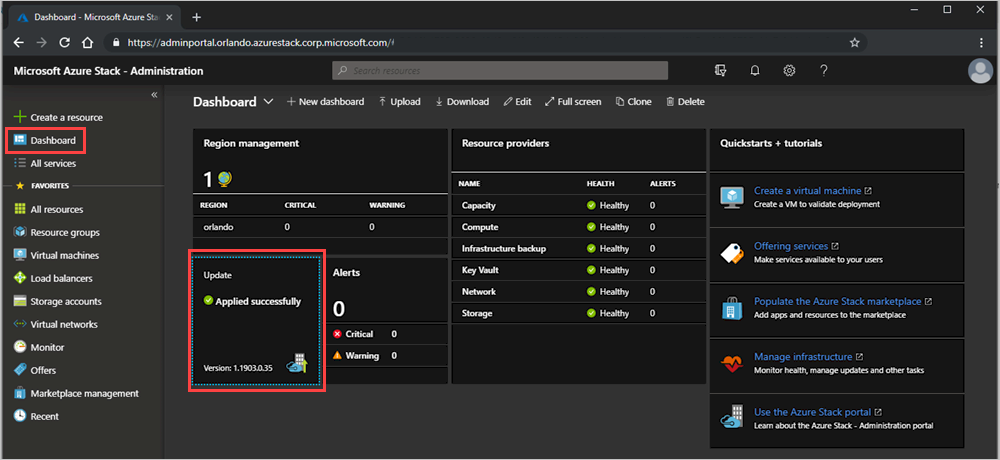 Dashboard - Microsoft Azure Stac
https://adminportal.orlando.azurestack.corp.microsoft.com/#
Microsoft Azure Stack - Administration
Search resources
Create a resource
Dashboard
All services
FAVORITES
All resources
Resource groups
Virtual machines
Load balancers
Storage accounts
Virtual networks
Monitor
Offers
Marketplace management
Recent
Dashboard
New dashboard Upload Download Edit Full screen Clone Delete
Region management
1
REGION CRITICAL WARNING
orlando 0 0
Update
Applied successfully
Version: 1.1903.0.35
Alerts
0
Critical 0
Warning 0
Resource providers
NAME HEALTH ALERTS
Capacity Healthy 0
Compute Healthy 0
Infrastructure backup Healthy 0
Key Vault Healthy 0
Network Healthy 0
Storage Healthy 0
Quickstarts + tutorials
Create a virtual machine
Create a VM to validate deployment
Offering services
Make services available to your users
Populate the Azure Stack marketplace
Add apps and resources to the marketplace
Manage infrastructure
Monitor health, manage updates and other tasks
Use the Azure Stack portal
Learn about the Azure Stack - Administration portal